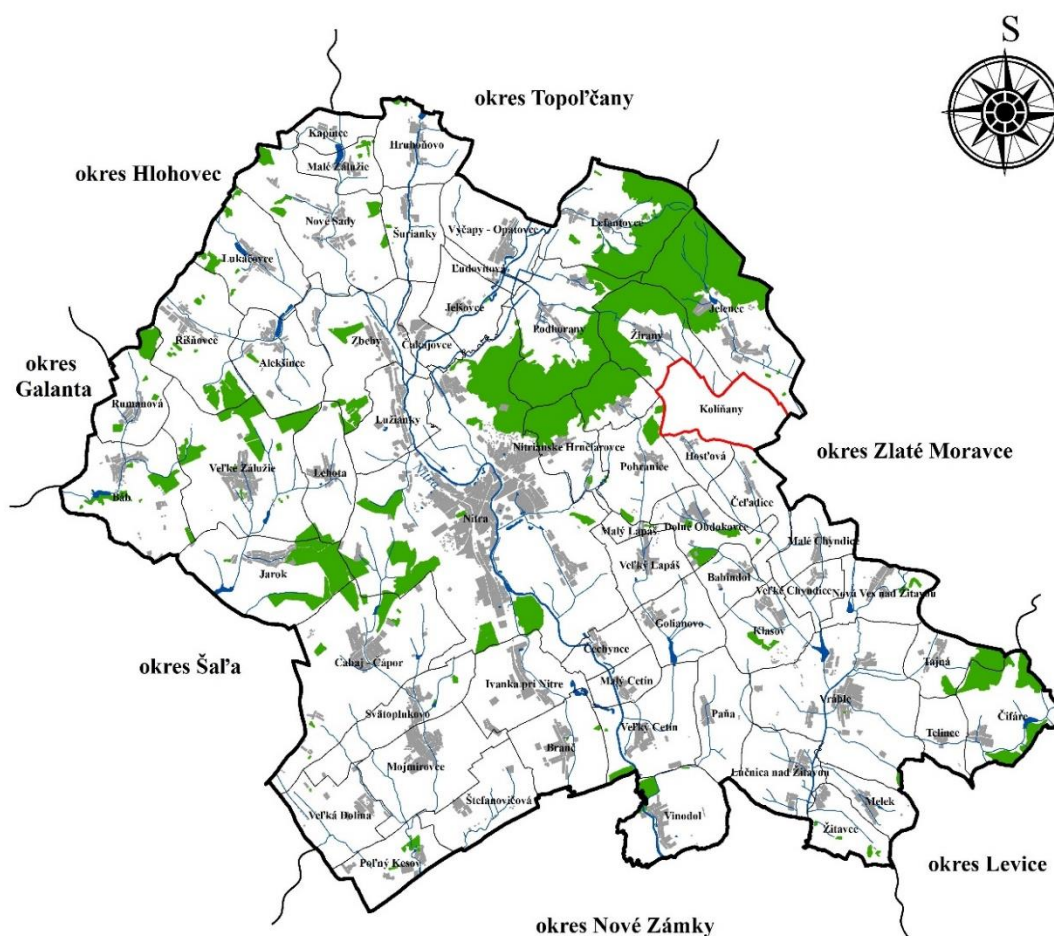 S
okres Topoľčany
Kapince
Hruboňovo
Malé Zálužie
okres Hlohovec
Nové Sady
Šurianky
Výčapy - Opatovce
Lefantovce
Lukáčovce
Ľudovítová
Jelšovce
Podhorany
Jelenec
Žirany
Rišňovce
Alekšince
Zbehy
Čakajovce
okres
Galanta
Rumanová
Lužianky
Kolíňany
okres Zlaté Moravce
Nitrianske Hrnčiarovce
Hosťová
Pohranice
Veľké Zálužie
Lehota
Nitra
Čeľadice
Báb
Nitra
Malý Lapáš
Dolné Obdokovce
Malé Chyndice
Veľký Lapáš
Babindol
Jarok
Veľké Chyndice
Nová Ves nad Žitavou
Golianovo
Klasov
okres Šaľa
Cabaj - Čápor
Čechynce
Tajná
Ivanka pri Nitre
Malý Cetín
Vráble
Svätoplukovo
Paňa
Čifáre
Veľký Cetín
Telince
Mojmírovce
Branč
Lúčnica nad Žitavou
Štefanovičová
Melek
Veľká Dolina
Vinodol
Žitavce
Poľný Kesov
okres Levice
okres Nové Zámky